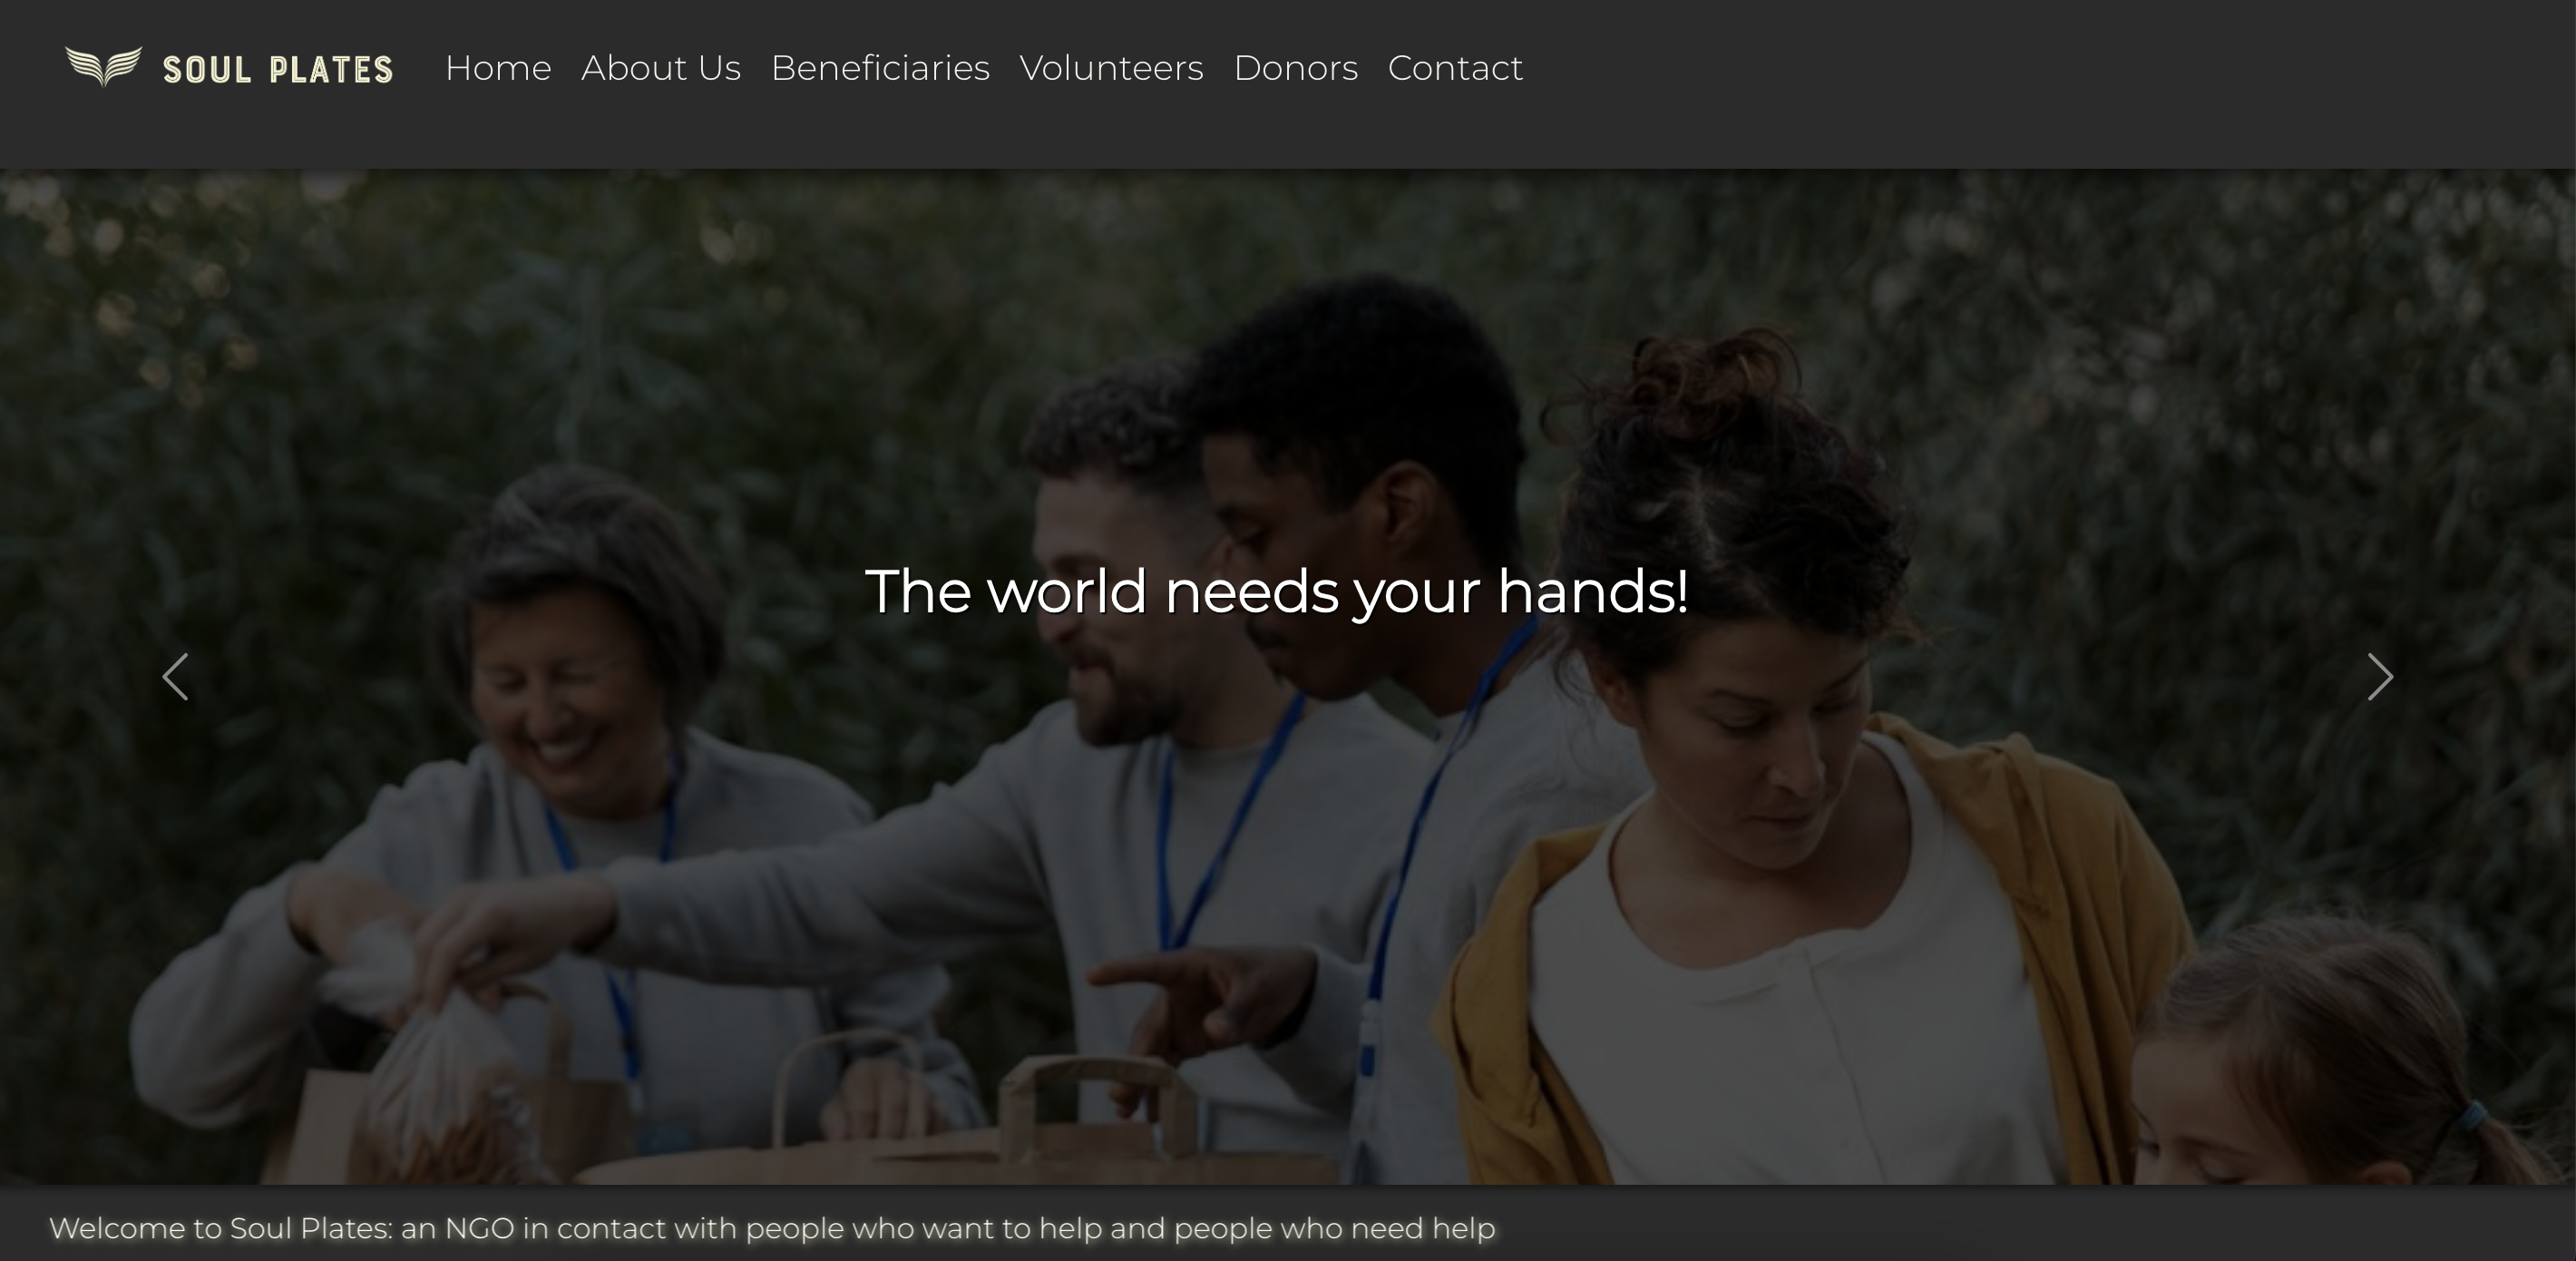 SOUL PLATES
Home About Us Beneficiaries Volunteers Donors Contact
The world needs your hands!
Welcome to Soul Plates: an NGO in contact with people who want to help and people who need help